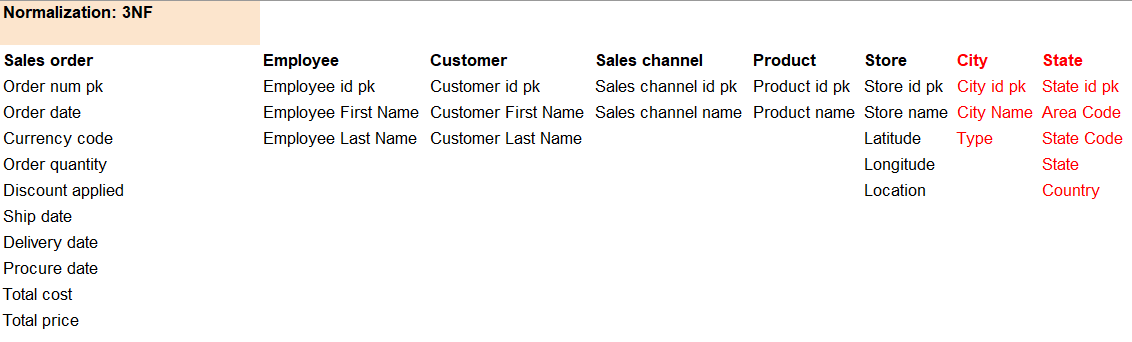 Normalization: 3NF
Sales order Employee Customer Sales channel Product Store City State
Order num pk Employee id pk Customer id pk Sales channel id pk Product id pk Store id pk City id pk State id pk
Order date Employee First Name Customer First Name Sales channel name Product name Store name City Name Area Code
Currency code Employee Last Name Customer Last Name Latitude Type State Code
Order quantity Longitude State
Discount applied Location Country
Ship date
Delivery date
Procure date
Total cost
Total price